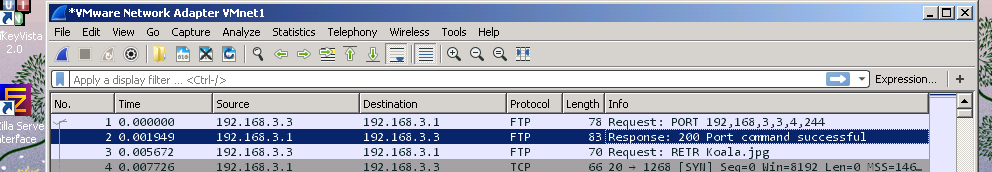 *VMware Network Adapter VMnet1
KeyVista
2.0
File Edit View Go Capture Analyze Statistics Telephony Wireless Tools Help
Apply a display filter ... <Ctrl-/> Expression... +
No. Time Source Destination Protocol Length Info
1 0.000000 192.168.3.3 192.168.3.1 FTP 78 Request: PORT 192,168,3,3,4,244
2 0.001949 192.168.3.1 192.168.3.3 FTP 83 Response: 200 Port command successful
3 0.005672 192.168.3.3 192.168.3.1 FTP 70 Request: RETR Koala.jpg
4 0.007726 192.168.3.1 192.168.3.3 TCP 66 20 → 1268 [SYN] Seq=0 Win=8192 Len=0 MSS=146...
Zilla Serve
terface